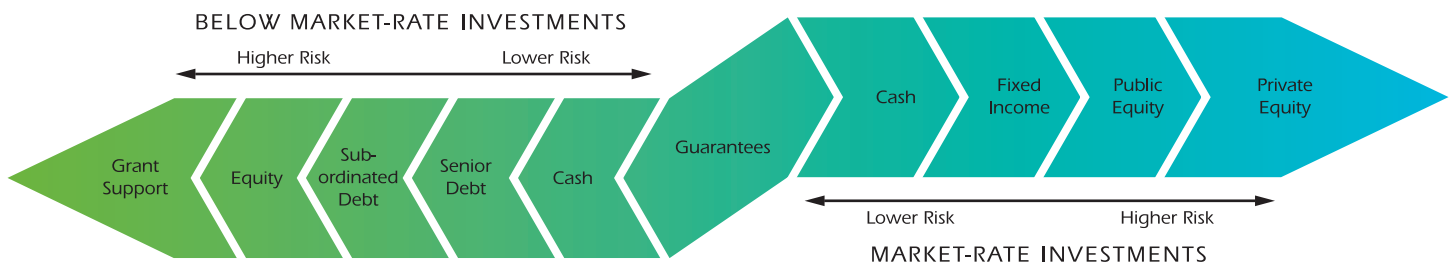 BELOW MARKET-RATE INVESTMENTS
Higher Risk
Lower Risk
Grant
Support
Equity
Sub-
ordinated
Debt
Senior
Debt
Cash
Guarantees
Cash
Fixed
Income
Public
Equity
Private
Equity
Lower Risk
Higher Risk
MARKET-RATE INVESTMENTS